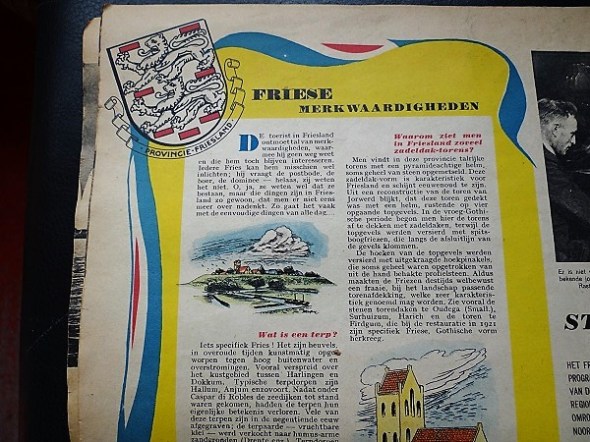 PROVINCIE-FRIESLAND
FRIESE
MERKWAARDIGHEDEN
DE toerist in Friesland
ontmoet tal van merk-
waardigheden, waar-
mee hij geen weg weet
en die hem toch blijven interesseren.
Iedere Fries kan hem misschien wel
inlichten; hij vraagt de postbode, de
boer, de dominee — helaas, zij weten
het niet. O, ja, ze weten wel dat ze
bestaan, maar die dingen zijn in Fries-
land zo gewoon, dat men er niet eens
meer over nadenkt. Zo gaat het vaak
met de eenvoudige dingen van alle dag...
Wat is een terp?
Iets specifiek Fries! Het zijn heuvels,
in overoude tijden kunstmatig opge-
worpen tegen hoog buitenwater en
overstromingen. Vooral verspreid over
het kustgebied tussen Harlingen en
Dokkum. Typische terpdorpen zijn
Hallum, Anjum enzovoort. Nadat onder
Caspar di Robles de zeedijken tot stand
waren gekomen, hadden de terpen hun
eigenlijke betekenis verloren. Vele van
deze terpen zijn in de negentiende eeuw
afgegraven; de terpaarde — vruchtbare
klei — werd verkocht naar humus-arme
zandgronden
Waarom ziet men
in Friesland zoveel
zadeldak-torens?
Men vindt in deze provincie talrijke
torens met een pyramideachtige helm,
soms geheel van steen opgemetseld. Deze
zadeldak-vorm is karakteristiek voor
Friesland en schijnt eeuwenoud te zijn.
Uit een reconstructie van de toren van
Jorwerd blijkt, dat deze toren gedekt
was met een helm, rustende op vier
opgaande topgevels. In de vroeg-Gothi-
sche periode begon men hier de torens
af te dekken met zadeldaken, terwijl de
topgevels werden versierd met spits-
boogfriezen, die langs de afsluitlijn van
de gevels klommen.
De hoeken van de topgevels werden
versierd met uitgekraagde hoekpinakels,
die soms geheel waren opgetrokken van
uit de hand behakte profielsteen. Aldus
maakten de Friezen destijds welbewust
een fraaie, bij het landschap passende
torenafdekking, welke zeer karakteris-
tiek genoemd mag worden. Zie vooral de
stenen torendaken te Oudega (Small.),
Surhuizum, Harich en de toren te
Firdgum, die bij de restauratie in 1921
zijn specifiek Friese, Gothische vorm
herkreeg.
Er is niet v
bekende jo
ST
HET FR
PROGR
VAN D
REGIO
OMRO
NOOR